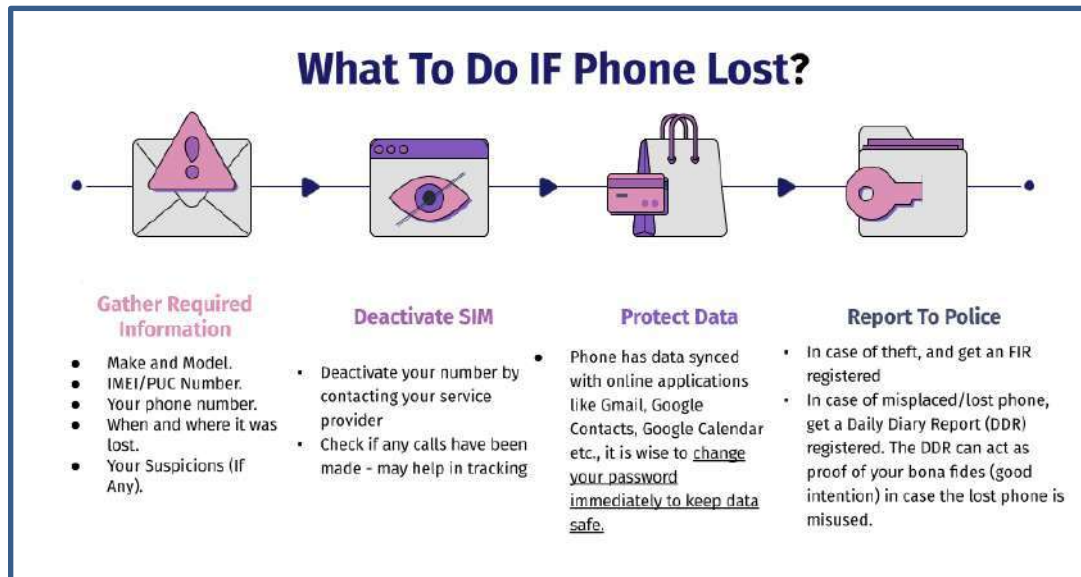 What To Do IF Phone Lost?
Gather Required
Information
● Make and Model.
● IMEI/PUC Number.
● Your phone number.
● When and where it was
lost.
● Your Suspicions (If
Any).
Deactivate SIM
• Deactivate your number by
contacting your service
provider
• Check if any calls have been
made - may help in tracking
Protect Data
● Phone has data synced
with online applications
like Gmail, Google
Contacts, Google Calendar
etc., it is wise to change
your password
immediately to keep data
safe.
Report To Police
• In case of theft, and get an FIR
registered
• In case of misplaced/lost phone,
get a Daily Diary Report (DDR)
registered. The DDR can act as
proof of your bona fides (good
intention) in case the lost phone is
misused.